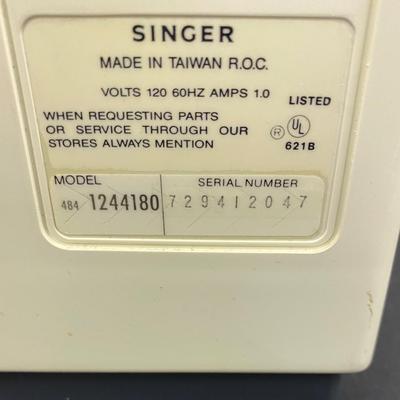 SINGER
MADE IN TAIWAN R.O.C.
VOLTS 120 60HZ AMPS 1.0
LISTED
WHEN REQUESTING PARTS
OR SERVICE THROUGH OUR
STORES ALWAYS MENTION
® UL
621B
MODEL SERIAL NUMBER
484 1244180 729412047